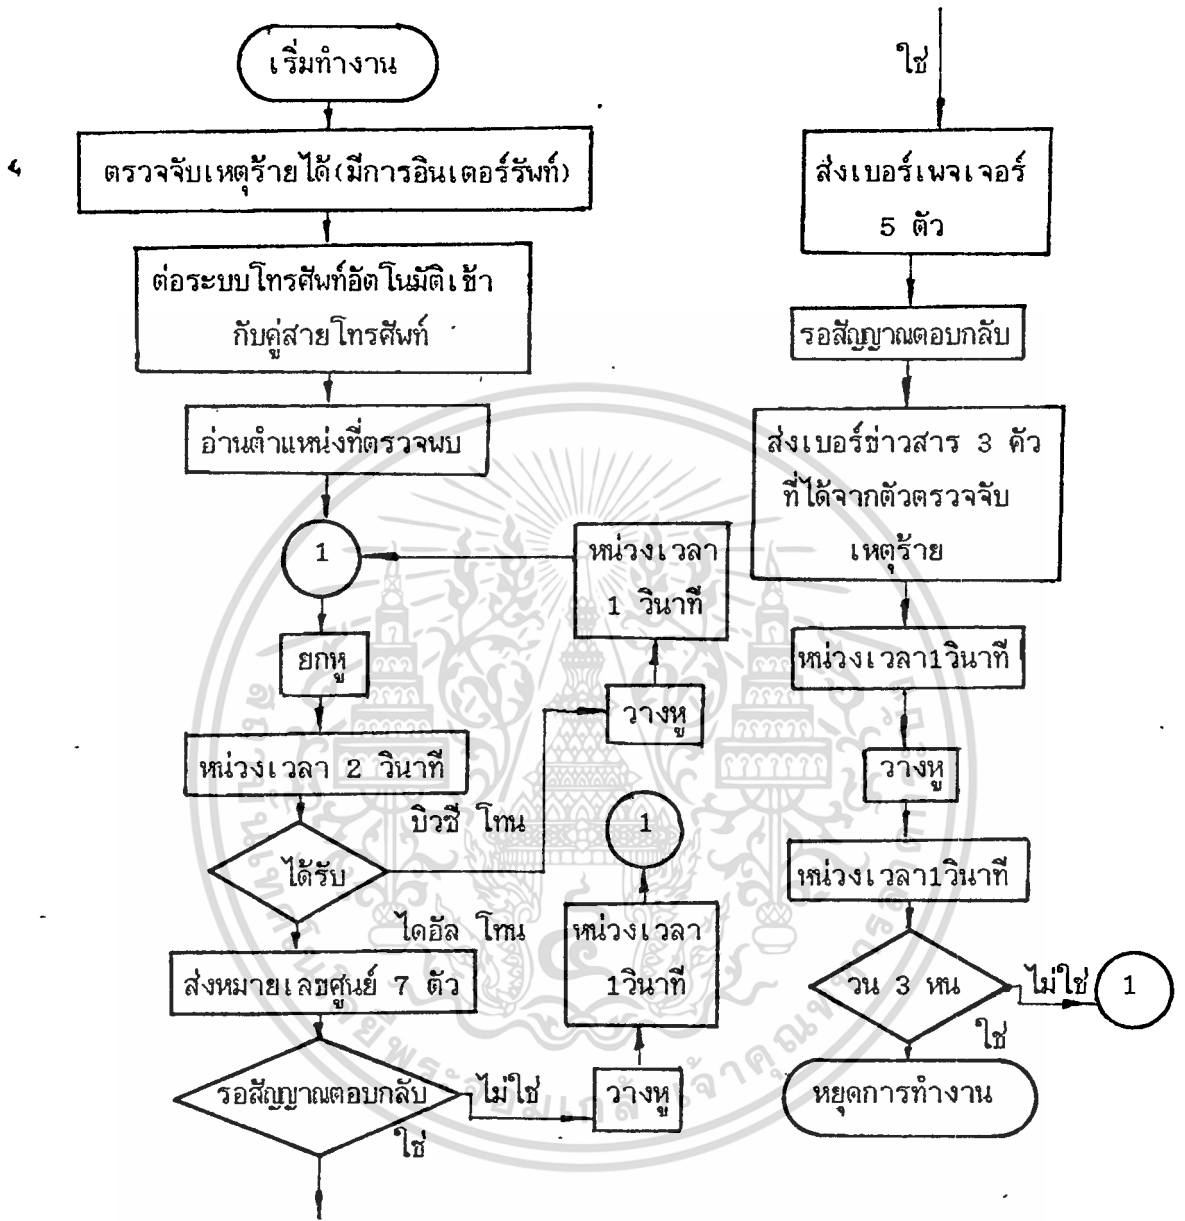 เริ่มทำงาน
ตรวจจับเหตุร้ายได้(มีการอินเตอร์รัพท์)
ต่อระบบโทรศัพท์อัตโนมัติเข้า
กับคู่สายโทรศัพท์
อ่านตำแหน่งที่ตรวจพบ
1
ยกหู
หน่วงเวลา 2 วินาที
ได้รับ
บิวซี โทน
วางหู
หน่วงเวลา
1 วินาที
ไดอัล โทน
ส่งหมายเลขศูนย์ 7 ตัว
รอสัญญาณตอบกลับ
ไม่ใช่
วางหู
หน่วงเวลา
1วินาที
1
ใช่
ใช่
ส่งเบอร์เพจเจอร์
5 ตัว
รอสัญญาณตอบกลับ
ส่งเบอร์ข่าวสาร 3 คัว
ที่ได้จากตัวตรวจจับ
เหตุร้าย
หน่วงเวลา1วินาที
วางหู
หน่วงเวลา1วินาที
วน 3 หน
ไม่ใช่
1
ใช่
หยุดการทำงาน